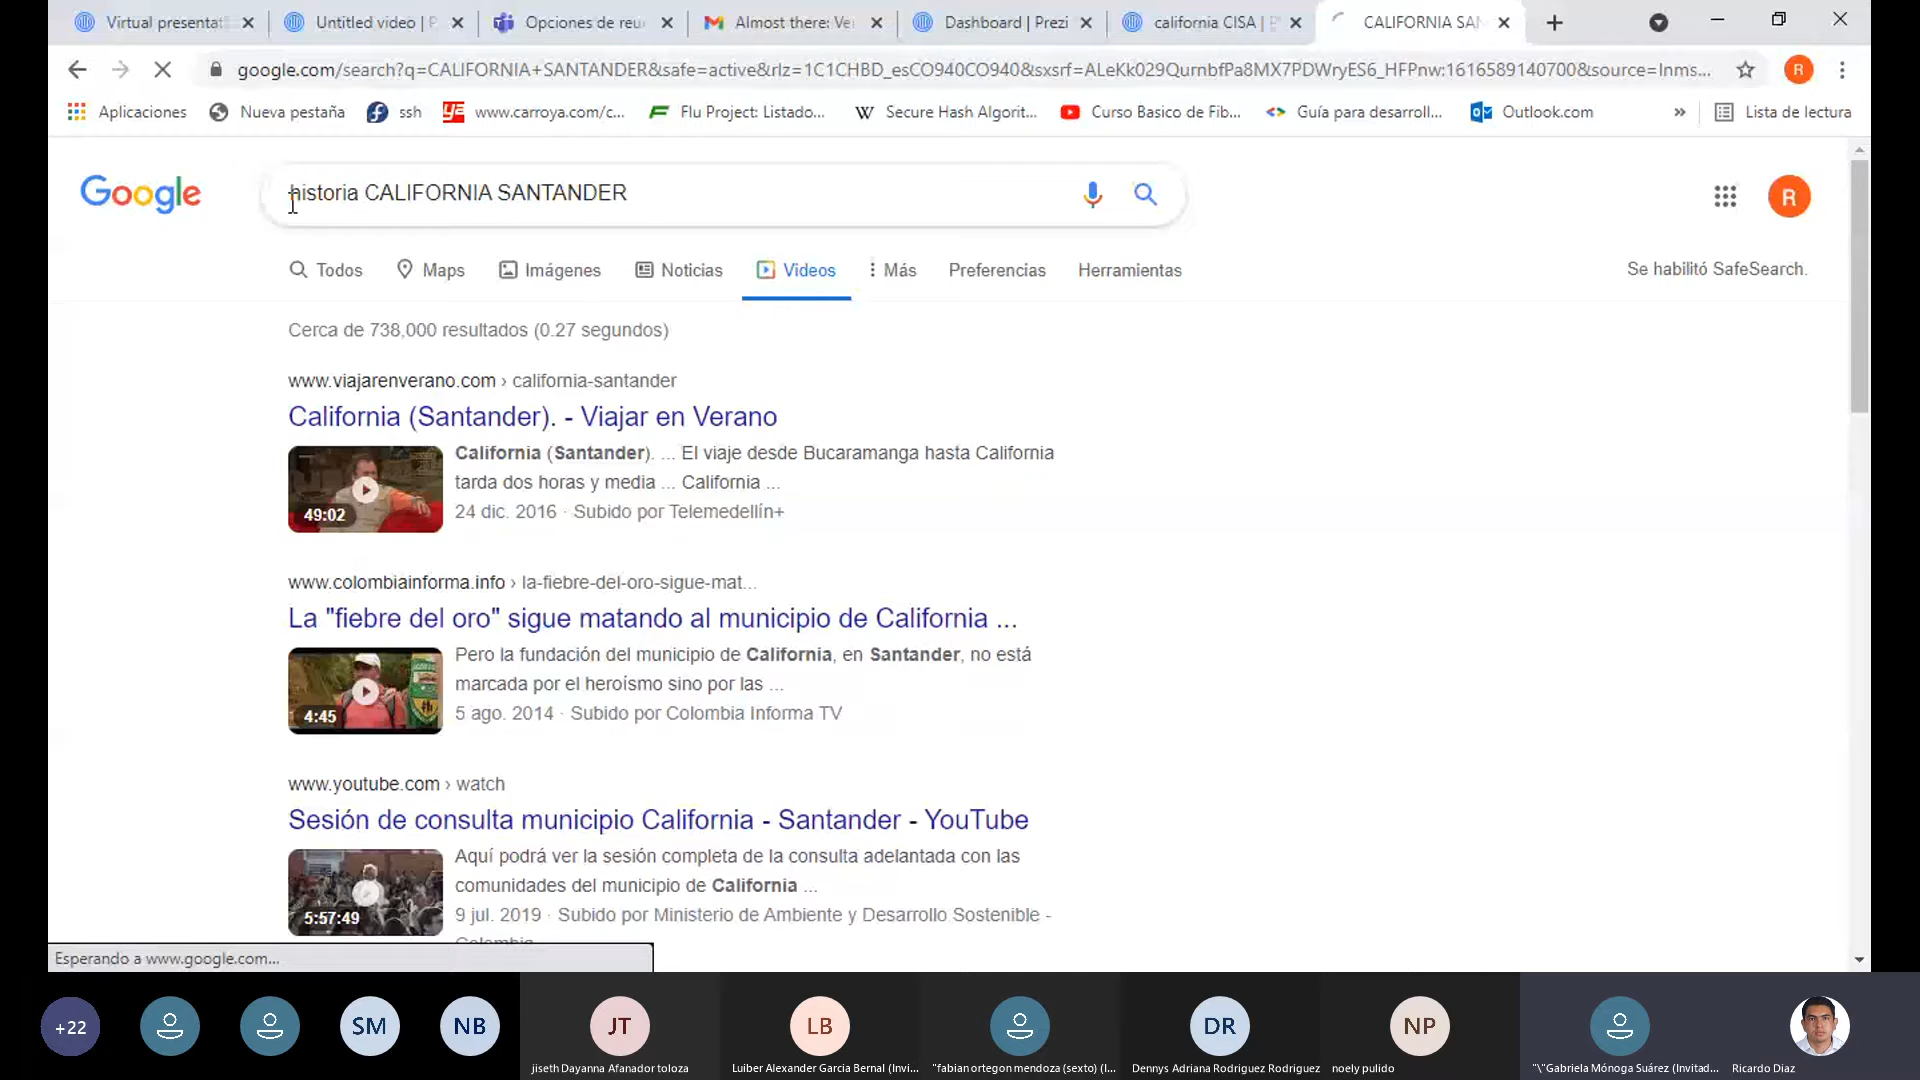 Virtual presentat
Untitled video | P
Opciones de reu
Almost there: Ve
Dashboard | Prezi
california CISA | P
CALIFORNIA SAN
google.com/search?q=CALIFORNIA+SANTANDER&safe=active&rlz=1C1CHBD_esCO940CO940&sxsrf=ALeKk029QurnbfPa8MX7PDWryES6_HFPnw:1616589140700&source=lnms...
R
Aplicaciones
Nueva pestaña
ssh
www.carroya.com/c...
Flu Project: Listado...
W Secure Hash Algorit...
Curso Basico de Fib...
Guía para desarroll...
Outlook.com
»
Lista de lectura
Google
historia CALIFORNIA SANTANDER
R
Todos
Maps
Imágenes
Noticias
Videos
Más
Preferencias
Herramientas
Se habilitó SafeSearch.
Cerca de 738,000 resultados (0.27 segundos)
www.viajarenverano.com › california-santander
California (Santander). - Viajar en Verano
California (Santander). ... El viaje desde Bucaramanga hasta California
tarda dos horas y media ... California ...
49:02
24 dic. 2016 · Subido por Telemedellín+
www.colombiainforma.info › la-fiebre-del-oro-sigue-mat...
La "fiebre del oro" sigue matando al municipio de California ...
Pero la fundación del municipio de California, en Santander, no está
marcada por el heroísmo sino por las ...
4:45
5 ago. 2014 · Subido por Colombia Informa TV
www.youtube.com › watch
Sesión de consulta municipio California - Santander - YouTube
Aquí podrá ver la sesión completa de la consulta adelantada con las
comunidades del municipio de California ...
5:57:49
9 jul. 2019 · Subido por Ministerio de Ambiente y Desarrollo Sostenible -
Colombia
Esperando a www.google.com...
+22
SM
NB
JT
LB
DR
NP
jiseth Dayanna Afanador toloza
Luiber Alexander Garcia Bernal (Invi...
"fabian ortegon mendoza (sexto) (I...
Dennys Adriana Rodriguez Rodriguez
noely pulido
"\"Gabriela Mónoga Suárez (Invitad...
Ricardo Diaz